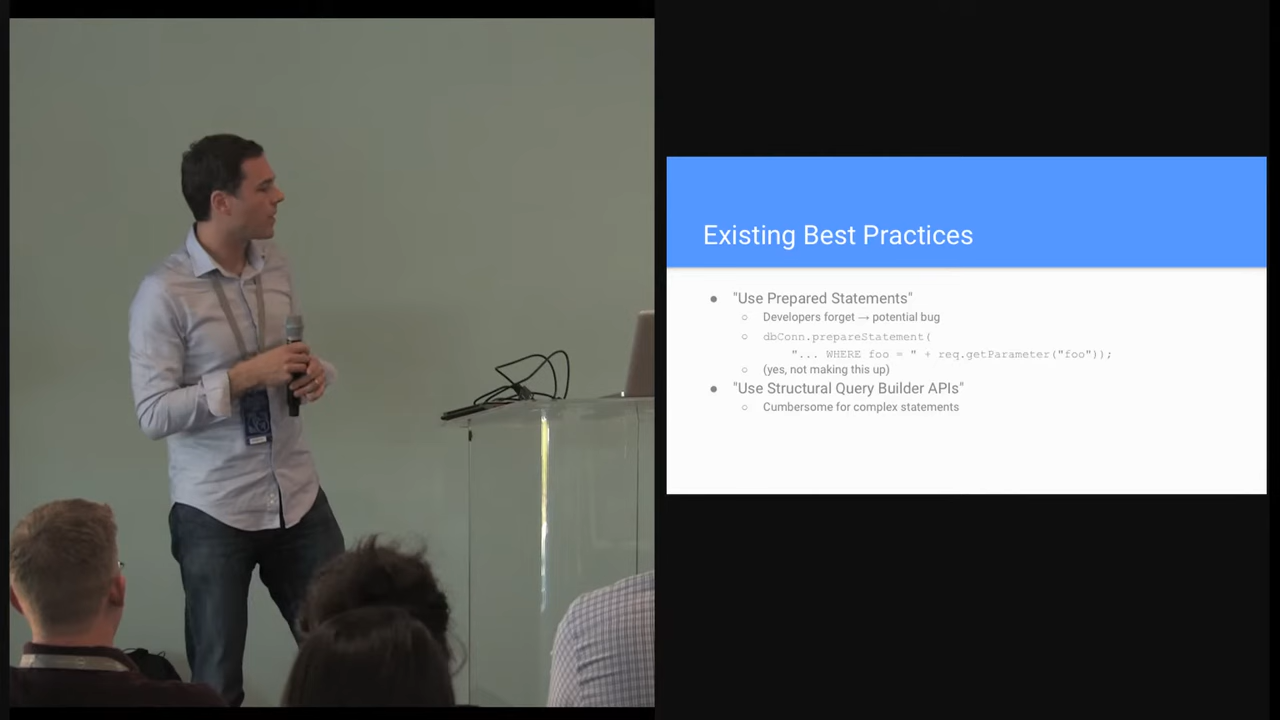 Existing Best Practices
● "Use Prepared Statements"
○ Developers forget → potential bug
○ dbConn.prepareStatement(
"... WHERE foo = " + req.getParameter("foo"));
○ (yes, not making this up)
● "Use Structural Query Builder APIs"
○ Cumbersome for complex statements